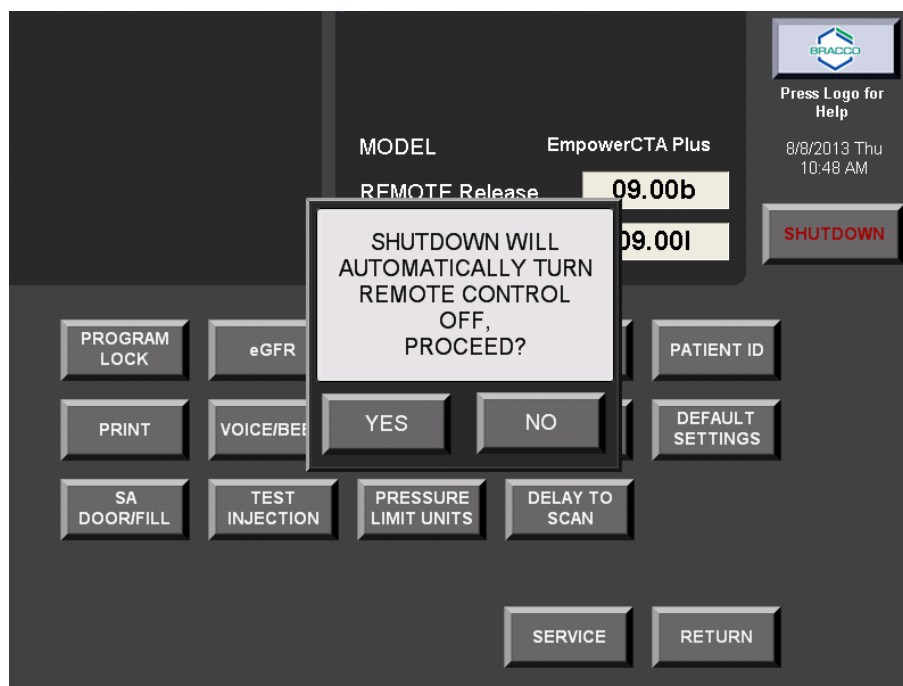 BRACCO
Press Logo for
Help
8/8/2013 Thu
10:48 AM
SHUTDOWN
MODEL EmpowerCTA Plus
REMOTE Release 09.00b
09.00l
SHUTDOWN WILL
AUTOMATICALLY TURN
REMOTE CONTROL
OFF,
PROCEED?
YES NO
PROGRAM
LOCK
eGFR
PATIENT ID
PRINT
VOICE/BEE
DEFAULT
SETTINGS
SA
DOOR/FILL
TEST
INJECTION
PRESSURE
LIMIT UNITS
DELAY TO
SCAN
SERVICE
RETURN